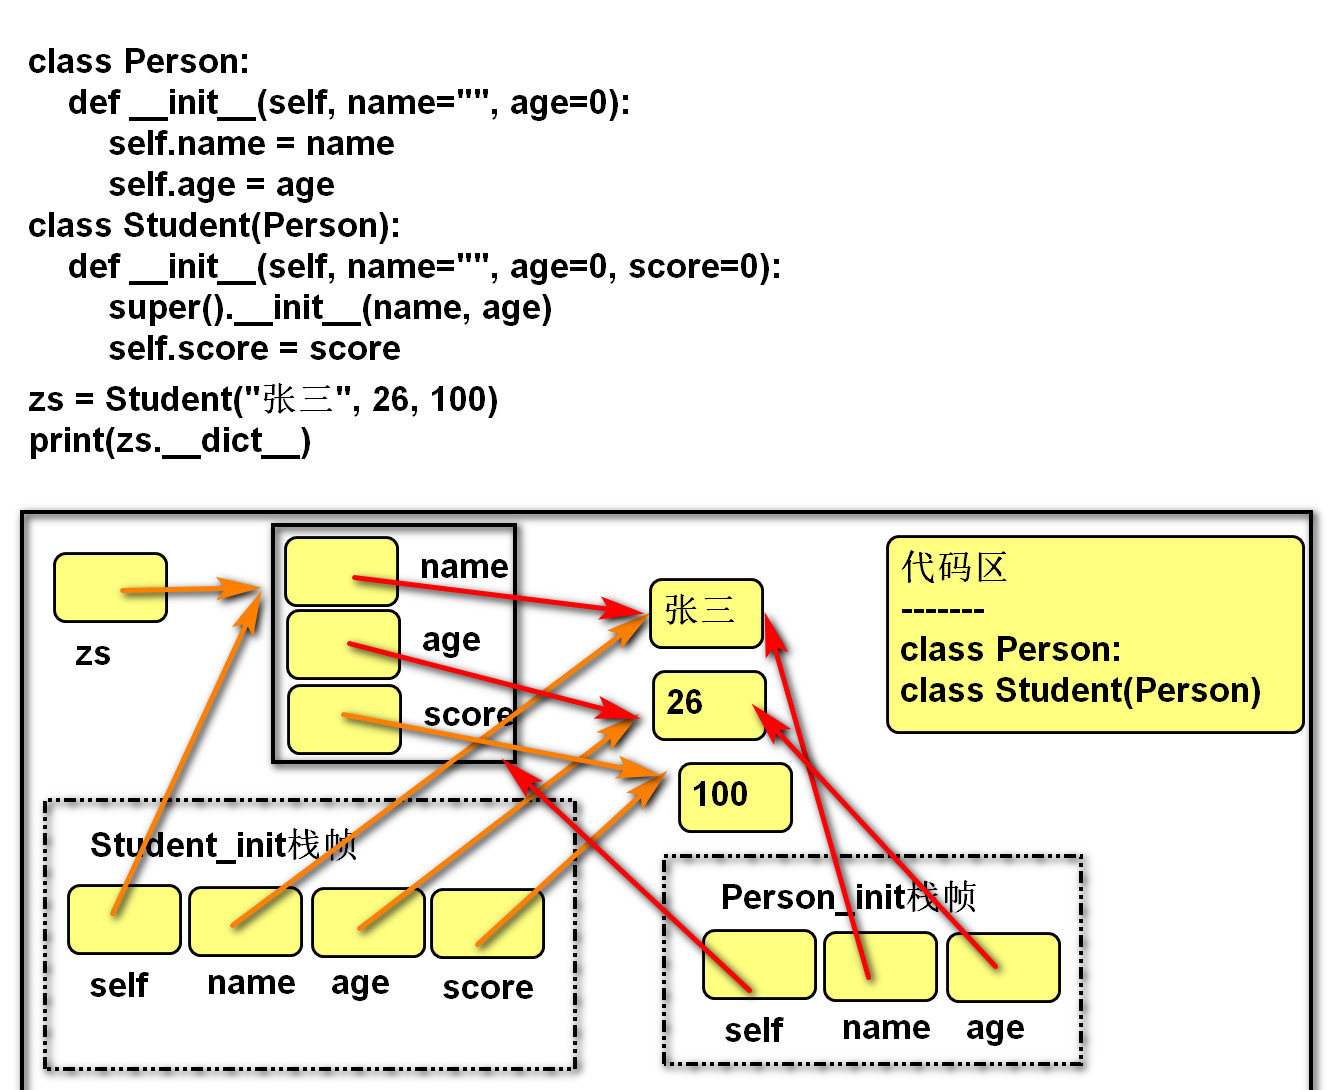 class Person:
def __init__(self, name="", age=0):
self.name = name
self.age = age
class Student(Person):
def __init__(self, name="", age=0, score=0):
super().__init__(name, age)
self.score = score
zs = Student("张三", 26, 100)
print(zs.__dict__)
zs
name
age
score
张三
26
100
代码区
-------
class Person:
class Student(Person)
Student_init栈帧
self
name
age
score
Person_init栈帧
self
name
age